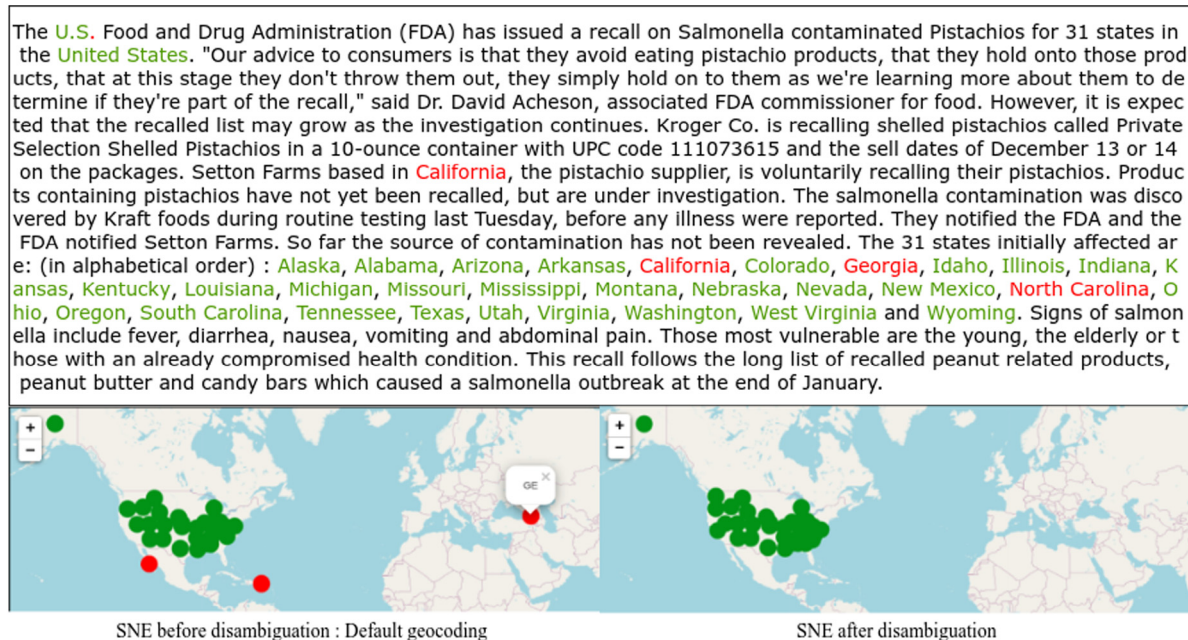 The U.S. Food and Drug Administration (FDA) has issued a recall on Salmonella contaminated Pistachios for 31 states in
the United States. "Our advice to consumers is that they avoid eating pistachio products, that they hold onto those prod
ucts, that at this stage they don't throw them out, they simply hold on to them as we're learning more about them to de
termine if they're part of the recall," said Dr. David Acheson, associated FDA commissioner for food. However, it is expec
ted that the recalled list may grow as the investigation continues. Kroger Co. is recalling shelled pistachios called Private
Selection Shelled Pistachios in a 10-ounce container with UPC code 111073615 and the sell dates of December 13 or 14
on the packages. Setton Farms based in California, the pistachio supplier, is voluntarily recalling their pistachios. Produc
ts containing pistachios have not yet been recalled, but are under investigation. The salmonella contamination was disco
vered by Kraft foods during routine testing last Tuesday, before any illness were reported. They notified the FDA and the
FDA notified Setton Farms. So far the source of contamination has not been revealed. The 31 states initially affected ar
e: (in alphabetical order) : Alaska, Alabama, Arizona, Arkansas, California, Colorado, Georgia, Idaho, Illinois, Indiana, K
ansas, Kentucky, Louisiana, Michigan, Missouri, Mississippi, Montana, Nebraska, Nevada, New Mexico, North Carolina, O
hio, Oregon, South Carolina, Tennessee, Texas, Utah, Virginia, Washington, West Virginia and Wyoming. Signs of salmon
ella include fever, diarrhea, nausea, vomiting and abdominal pain. Those most vulnerable are the young, the elderly or t
hose with an already compromised health condition. This recall follows the long list of recalled peanut related products,
peanut butter and candy bars which caused a salmonella outbreak at the end of January.
+
−
GE ×
+
−
SNE before disambiguation : Default geocoding
SNE after disambiguation